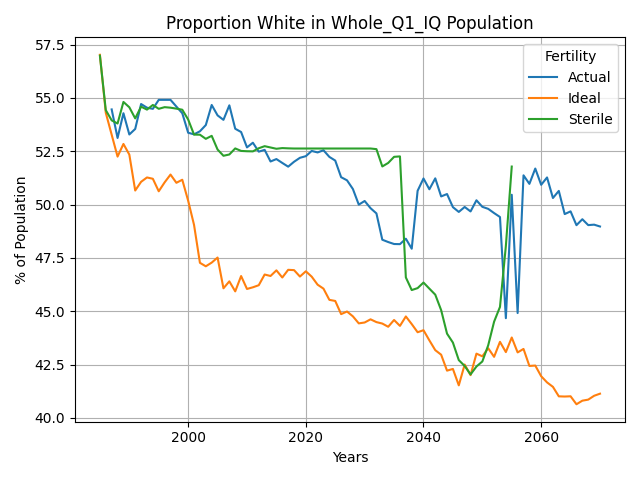 Proportion White in Whole_Q1_IQ Population
57.5
55.0
52.5
50.0
47.5
45.0
42.5
40.0
% of Population
Fertility
Actual
Ideal
Sterile
2000
2020
2040
2060
Years